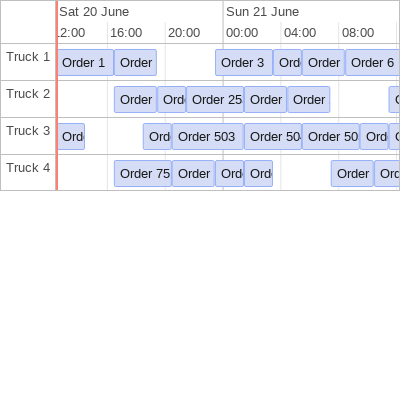 Sat 20 June Sun 21 June
12:00 16:00 20:00 00:00 04:00 08:00
Truck 1 Order 1 Order Order 3 Ord Order Order 6
Truck 2 Order Ord Order 25 Order Order
Truck 3 Ord Ord Order 503 Order 50 Order 50 Ord
Truck 4 Order 75 Order Ord Ord Order Ord